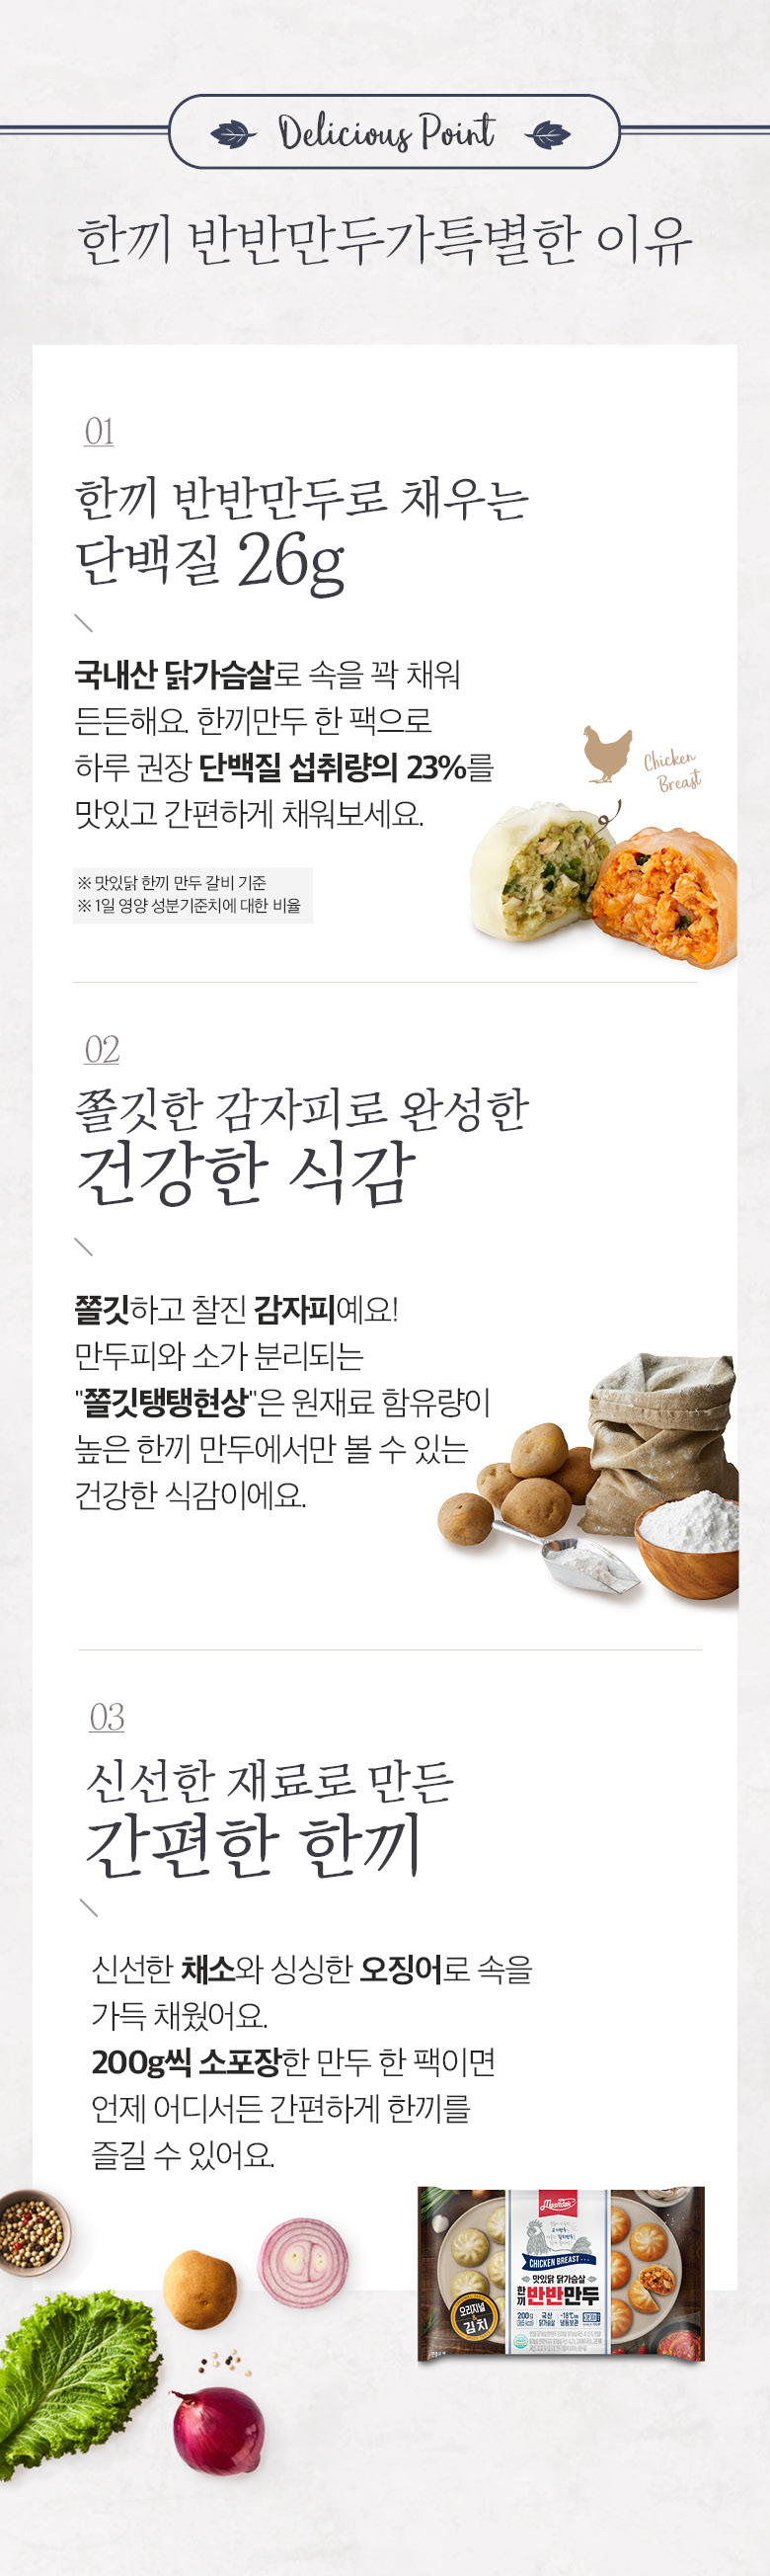 Delicious Point
한끼 반반만두가특별한 이유
01
한끼 반반만두로 채우는
단백질 26g
국내산 닭가슴살로 속을 꽉 채워
든든해요. 한끼만두 한 팩으로
하루 권장 단백질 섭취량의 23%를
맛있고 간편하게 채워보세요.
Chicken
Breast
※ 맛있닭 한끼 만두 갈비 기준
※ 1일 영양 성분기준치에 대한 비율
02
쫄깃한 감자피로 완성한
건강한 식감
쫄깃하고 찰진 감자피예요!
만두피와 소가 분리되는
"쫄깃탱탱현상"은 원재료 함유량이
높은 한끼 만두에서만 볼 수 있는
건강한 식감이에요.
03
신선한 재료로 만든
간편한 한끼
신선한 채소와 싱싱한 오징어로 속을
가득 채웠어요.
200g씩 소포장한 만두 한 팩이면
언제 어디서든 간편하게 한끼를
즐길 수 있어요.
CHICKEN BREAST
맛있닭 닭가슴살
한끼 반반만두
오리지널
&
김치
200g
국산
닭가슴살
-18℃
냉동보관